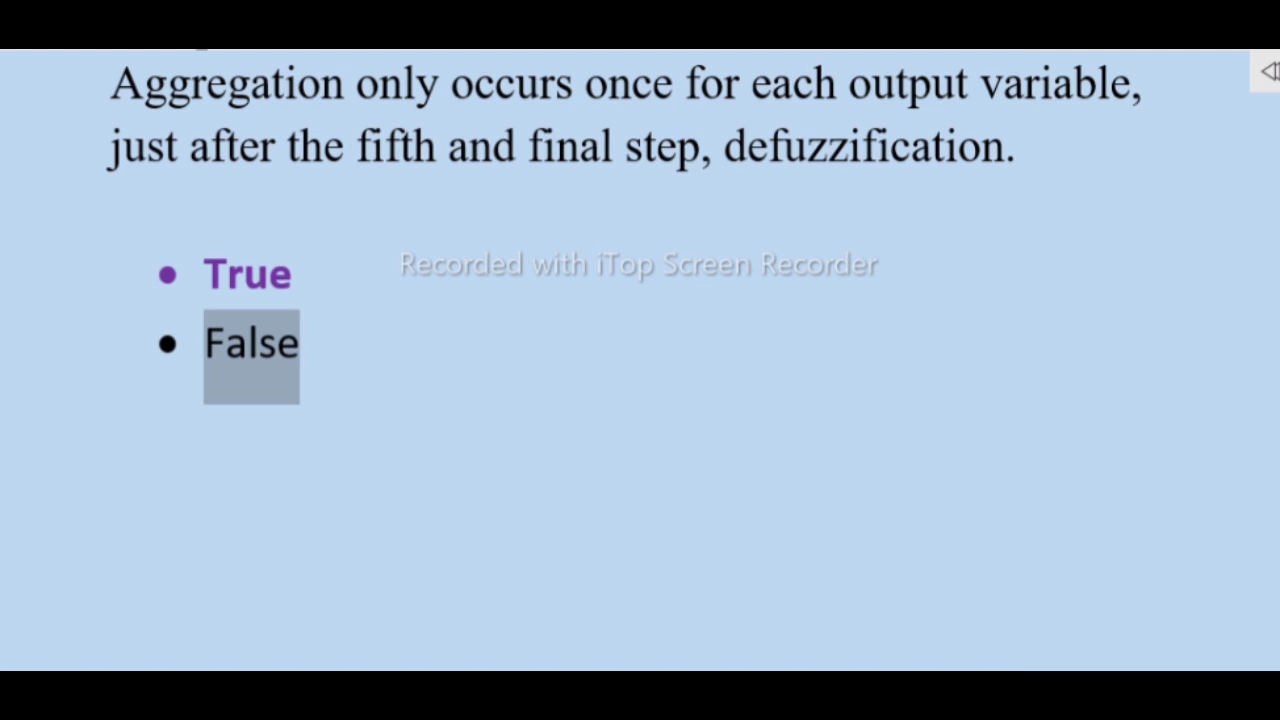 Aggregation only occurs once for each output variable,
just after the fifth and final step, defuzzification.
• True
Recorded with iTop Screen Recorder
• False